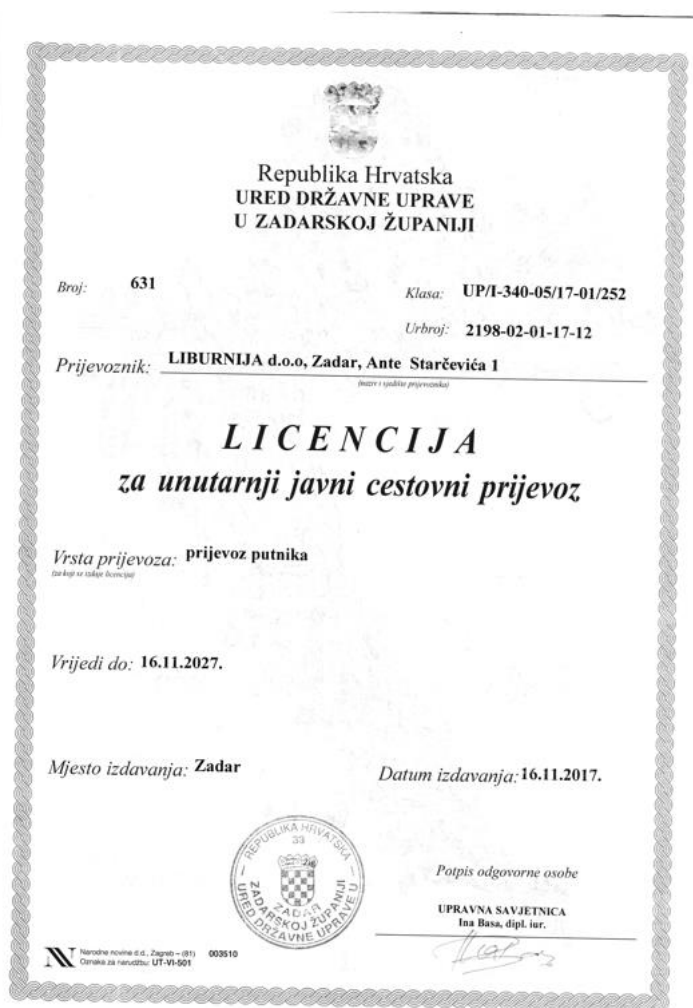 Republika Hrvatska
URED DRŽAVNE UPRAVE
U ZADARSKOJ ŽUPANIJI
Broj: 631
Klasa: UP/I-340-05/17-01/252
Urbroj: 2198-02-01-17-12
Prijevoznik: LIBURNIJA d.o.o, Zadar, Ante Starčevića 1
(naziv i sjedište prijevoznika)
LICENCIJA
za unutarnji javni cestovni prijevoz
Vrsta prijevoza: prijevoz putnika
(za koji se izdaje licencija)
Vrijedi do: 16.11.2027.
Mjesto izdavanja: Zadar
Datum izdavanja: 16.11.2017.
REPUBLIKA HRVATSKA
33
ZADAR
URED DRŽAVNE UPRAVE U
ZADARSKOJ ŽUPANIJI
Potpis odgovorne osobe
UPRAVNA SAVJETNICA
Ina Basa, dipl. iur.
Narodne novine d.d., Zagreb – (81) 003510
Oznaka za narudžbu: UT-VI-501